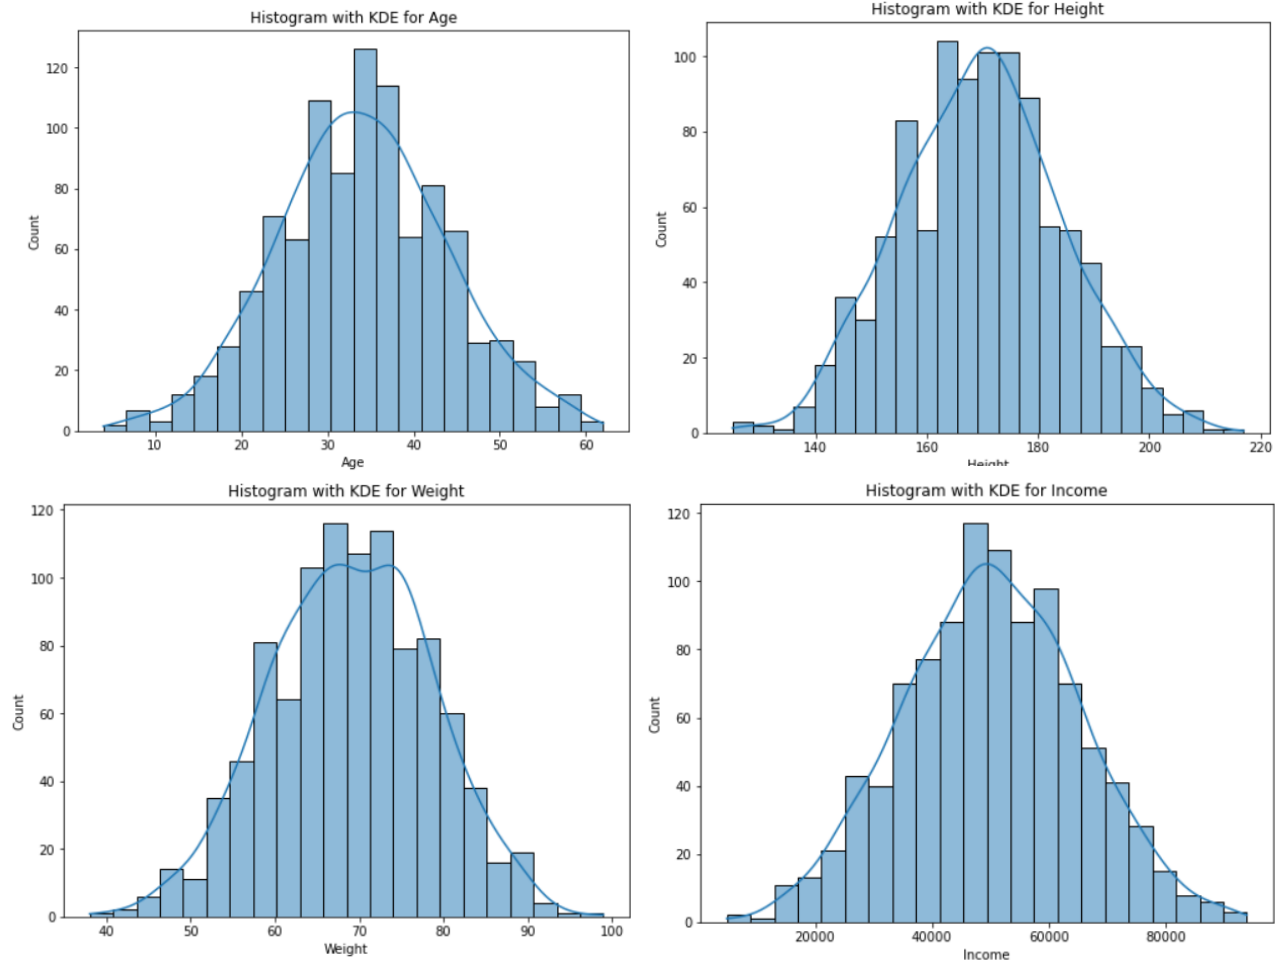 Histogram with KDE for Age
120
100
80
60
40
20
0
Count
10 20 30 40 50 60
Age
Histogram with KDE for Height
100
80
60
40
20
0
Count
140 160 180 200 220
Height
Histogram with KDE for Weight
120
100
80
60
40
20
0
Count
40 50 60 70 80 90 100
Weight
Histogram with KDE for Income
120
100
80
60
40
20
0
Count
20000 40000 60000 80000
Income